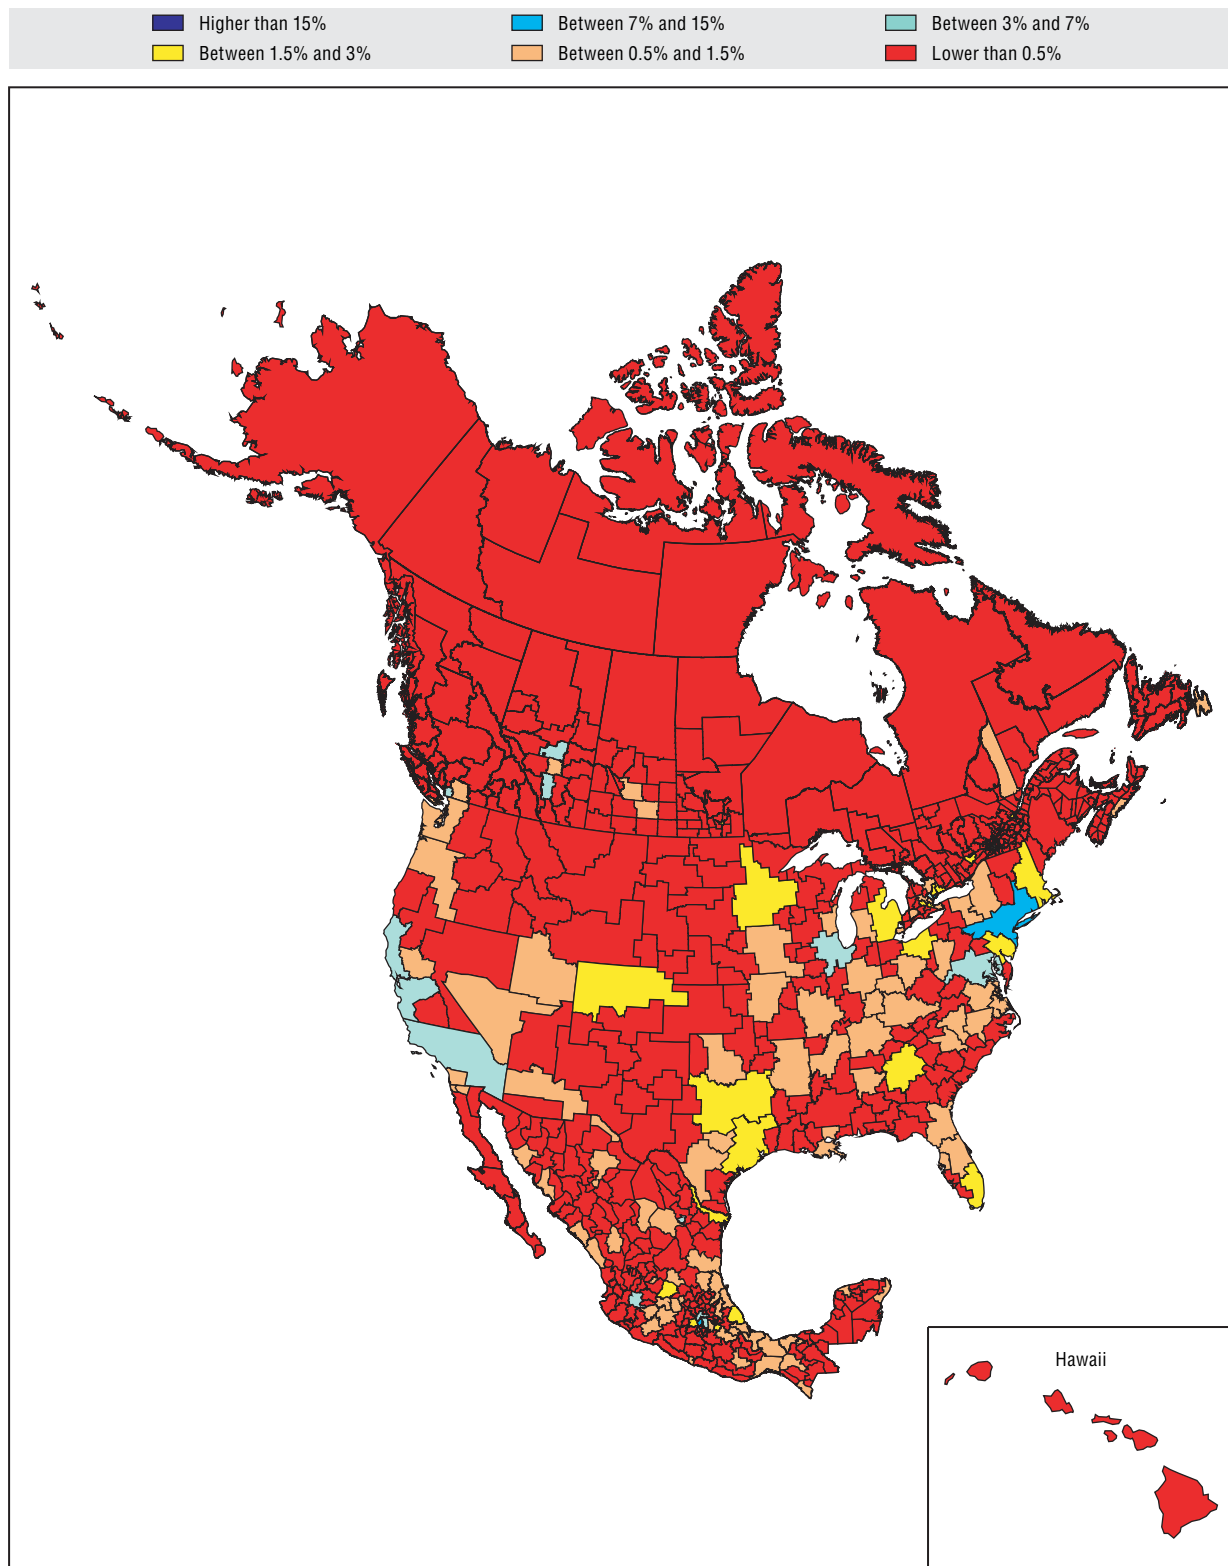 Higher than 15% Between 7% and 15% Between 3% and 7%
Between 1.5% and 3% Between 0.5% and 1.5% Lower than 0.5%
Hawaii